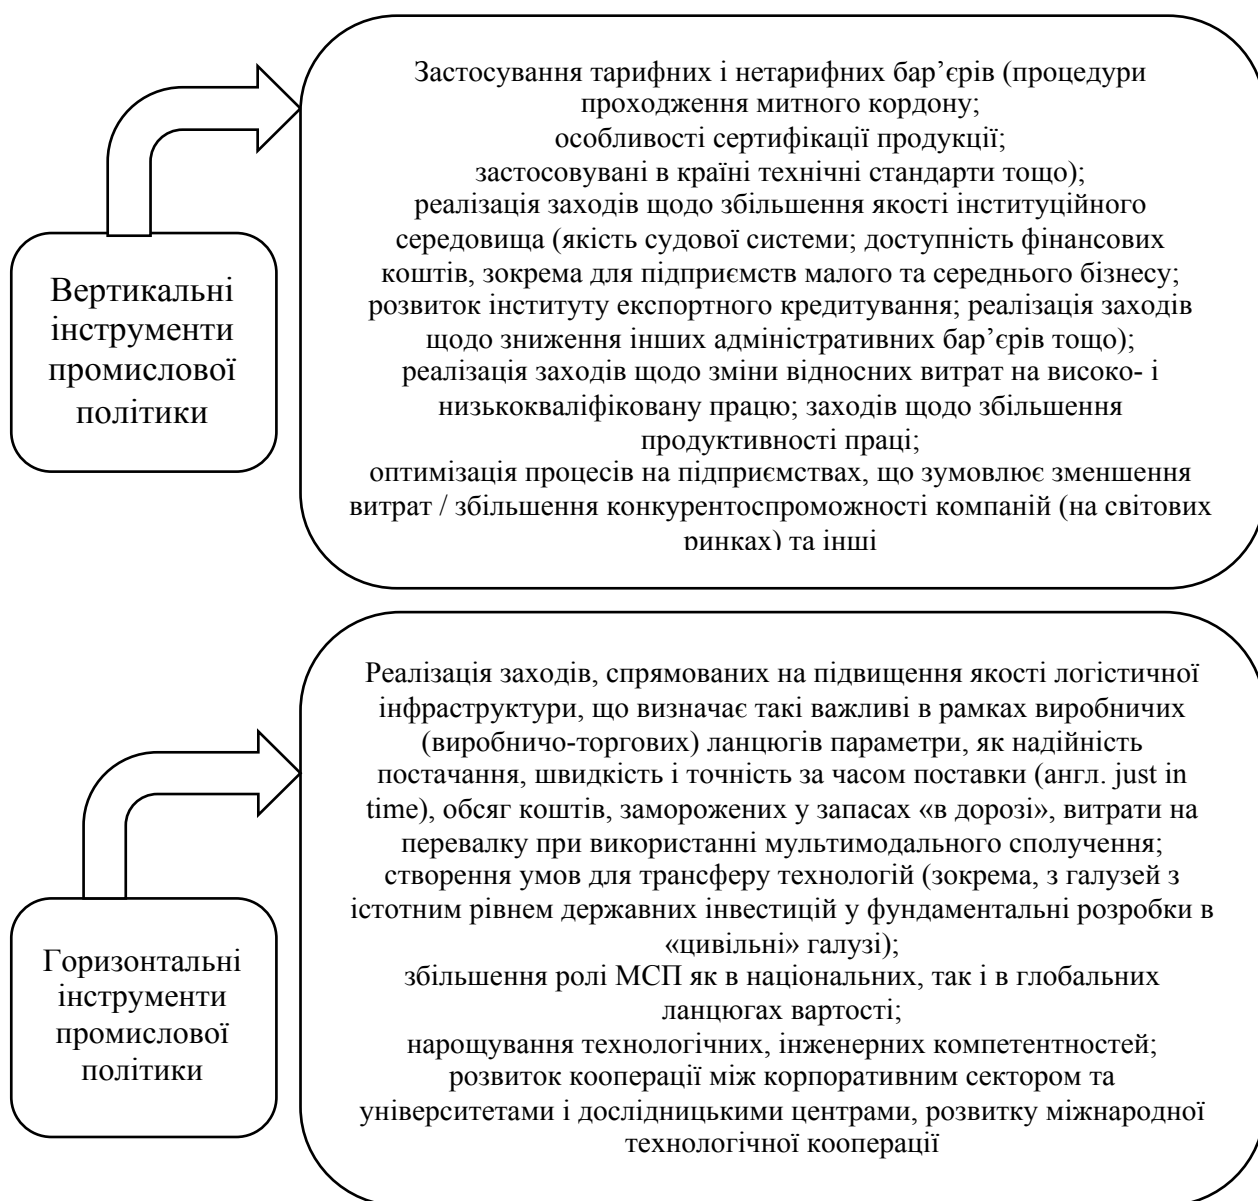 Вертикальні
інструменти
промислової
політики
Застосування тарифних і нетарифних бар’єрів (процедури
проходження митного кордону;
особливості сертифікації продукції;
застосовувані в країні технічні стандарти тощо);
реалізація заходів щодо збільшення якості інституційного
середовища (якість судової системи; доступність фінансових
коштів, зокрема для підприємств малого та середнього бізнесу;
розвиток інституту експортного кредитування; реалізація заходів
щодо зниження інших адміністративних бар’єрів тощо);
реалізація заходів щодо зміни відносних витрат на високо- і
низькокваліфіковану працю; заходів щодо збільшення
продуктивності праці;
оптимізація процесів на підприємствах, що зумовлює зменшення
витрат / збільшення конкурентоспроможності компаній (на світових
ринках) та інші
Горизонтальні
інструменти
промислової
політики
Реалізація заходів, спрямованих на підвищення якості логістичної
інфраструктури, що визначає такі важливі в рамках виробничих
(виробничо-торгових) ланцюгів параметри, як надійність
постачання, швидкість і точність за часом поставки (англ. just in
time), обсяг коштів, заморожених у запасах «в дорозі», витрати на
перевалку при використанні мультимодального сполучення;
створення умов для трансферу технологій (зокрема, з галузей з
істотним рівнем державних інвестицій у фундаментальні розробки в
«цивільні» галузі);
збільшення ролі МСП як в національних, так і в глобальних
ланцюгах вартості;
нарощування технологічних, інженерних компетентностей;
розвиток кооперації між корпоративним сектором та
університетами і дослідницькими центрами, розвитку міжнародної
технологічної кооперації